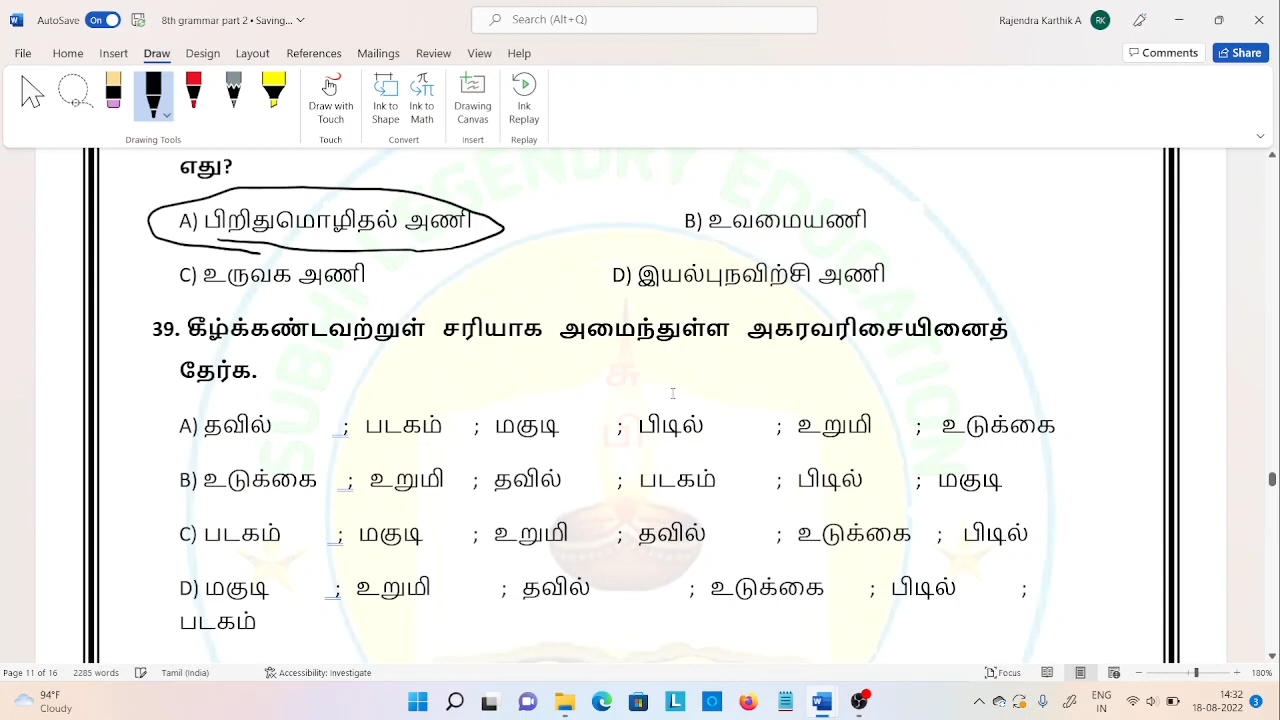 AutoSave On 8th grammar 2 • Saving... Search (Alt+Q) Rajendra Karthik A RK
File Home Insert Draw Design Layout References Mailings Review View Help Comments Share
Draw with Touch Ink to Shape Ink to Math Drawing Canvas Ink Replay
Drawing Tools Touch Convert Insert Replay
எது?
A) பிறிதுமொழிதல் அணி B) உவமையணி
C) உருவக அணி D) இயல்புநவிற்சி அணி
39. கீழ்க்கண்டவற்றுள் சரியாக அமைந்துள்ள அகரவரிசையினைத்
தேர்க.
A) தவில் ; படகம் ; மகுடி ; பிடில் ; உறுமி ; உடுக்கை
B) உடுக்கை ; உறுமி ; தவில் ; படகம் ; பிடில் ; மகுடி
C) படகம் ; மகுடி ; உறுமி ; தவில் ; உடுக்கை ; பிடில்
D) மகுடி ; உறுமி ; தவில் ; உடுக்கை ; பிடில் ;
படகம்
Page 11 of 16 2285 words Tamil (India) Accessibility: Investigate Focus 180%
94°F Cloudy ENG IN 14:32 18-08-2022 3